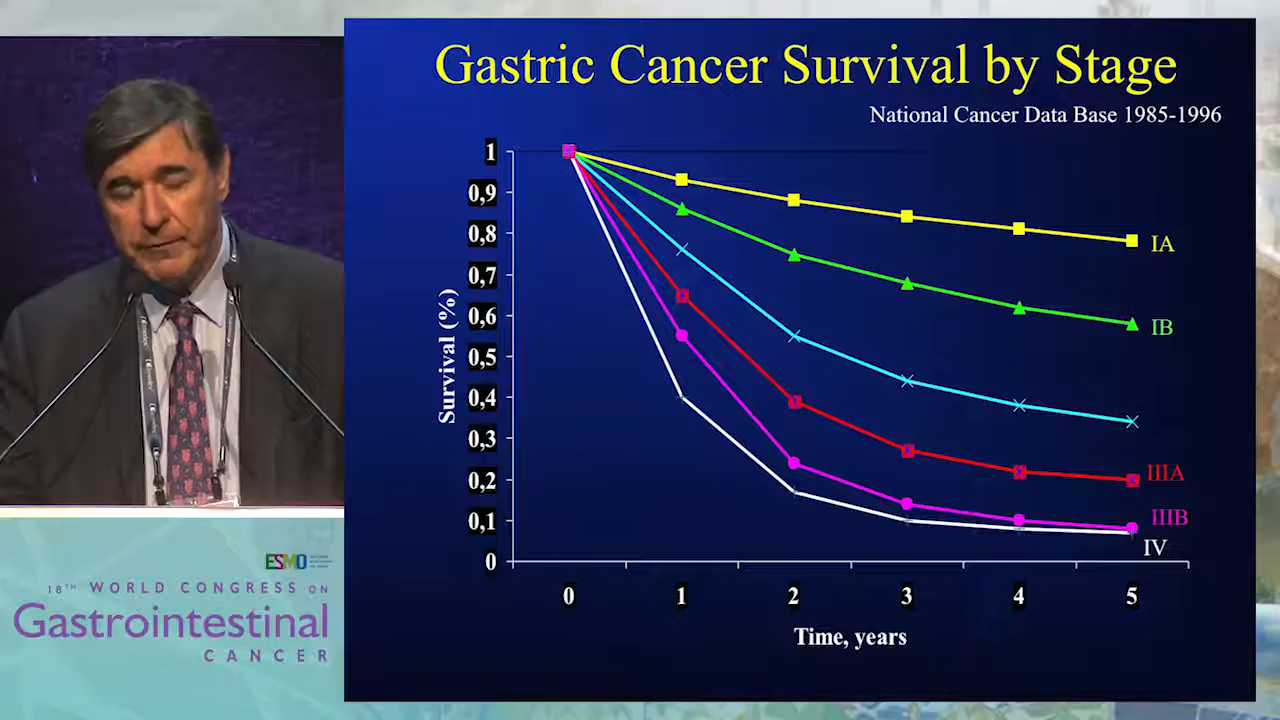 Gastric Cancer Survival by Stage
National Cancer Data Base 1985-1996
1
0,9
0,8
0,7
0,6
0,5
0,4
0,3
0,2
0,1
0
Survival (%)
IA
IB
IIIA
IIIB
IV
0 1 2 3 4 5
Time, years
ESMO
18TH WORLD CONGRESS ON
Gastrointestinal
CANCER